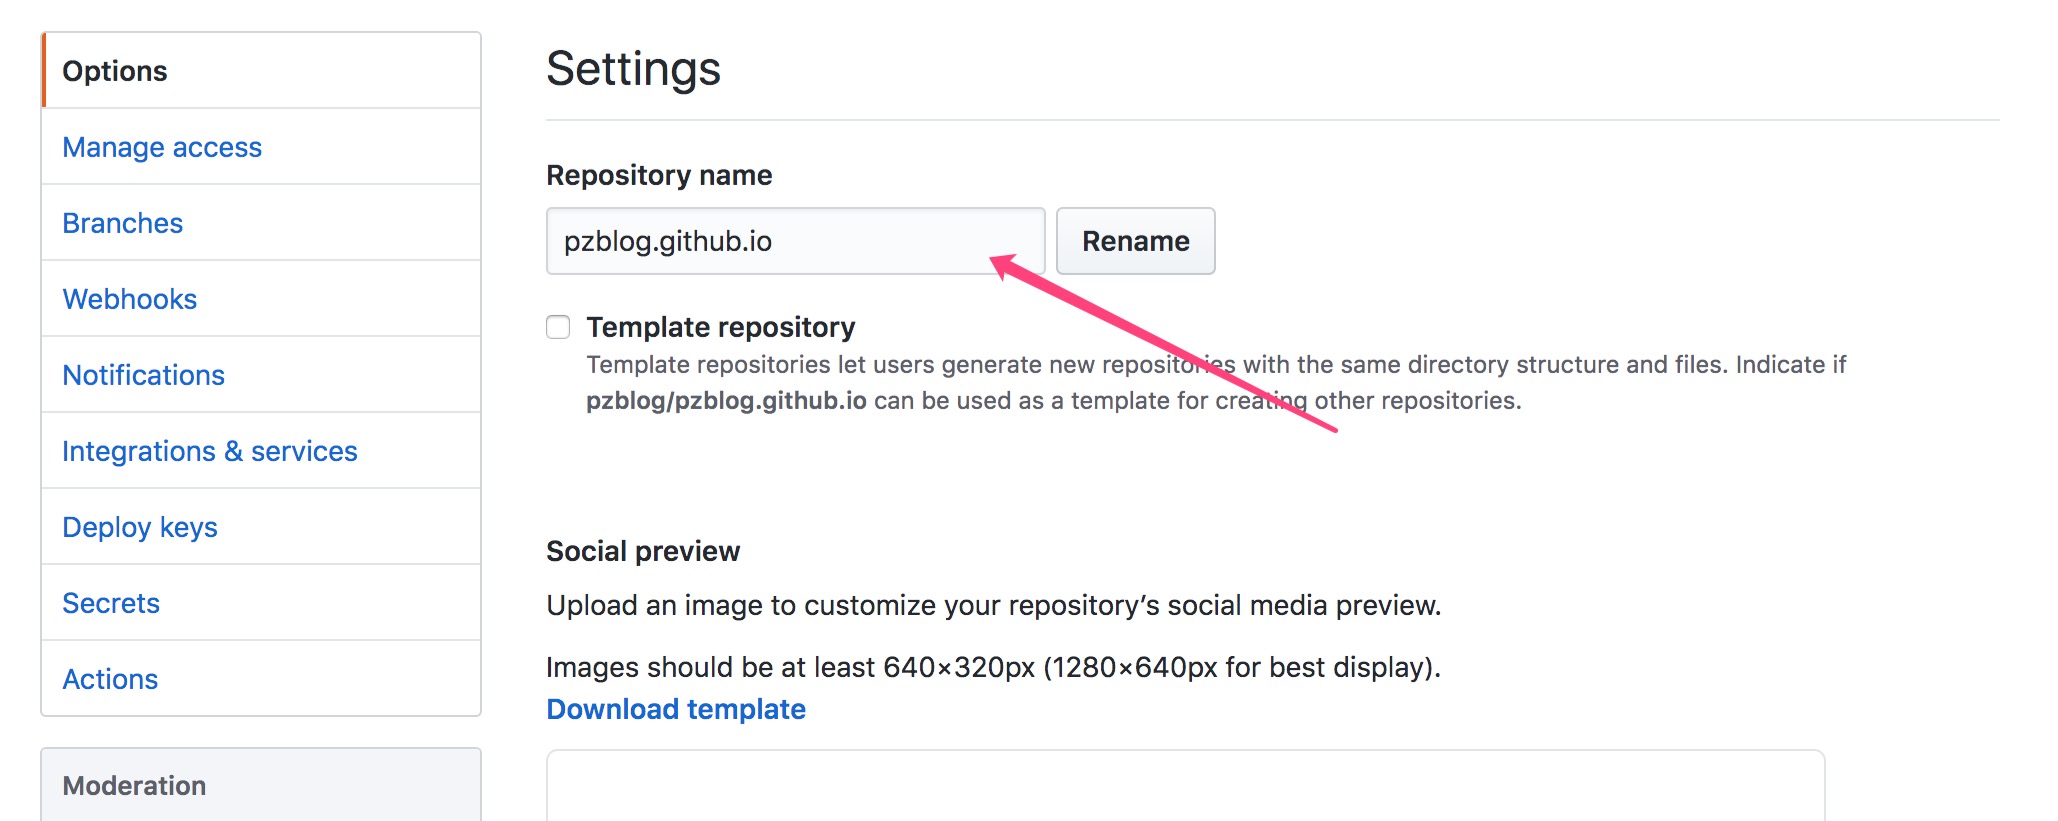 Options
Manage access
Branches
Webhooks
Notifications
Integrations & services
Deploy keys
Secrets
Actions
Moderation
Settings
Repository name
pzblog.github.io
Rename
Template repository
Template repositories let users generate new repositories with the same directory structure and files. Indicate if
pzblog/pzblog.github.io can be used as a template for creating other repositories.
Social preview
Upload an image to customize your repository’s social media preview.
Images should be at least 640×320px (1280×640px for best display).
Download template